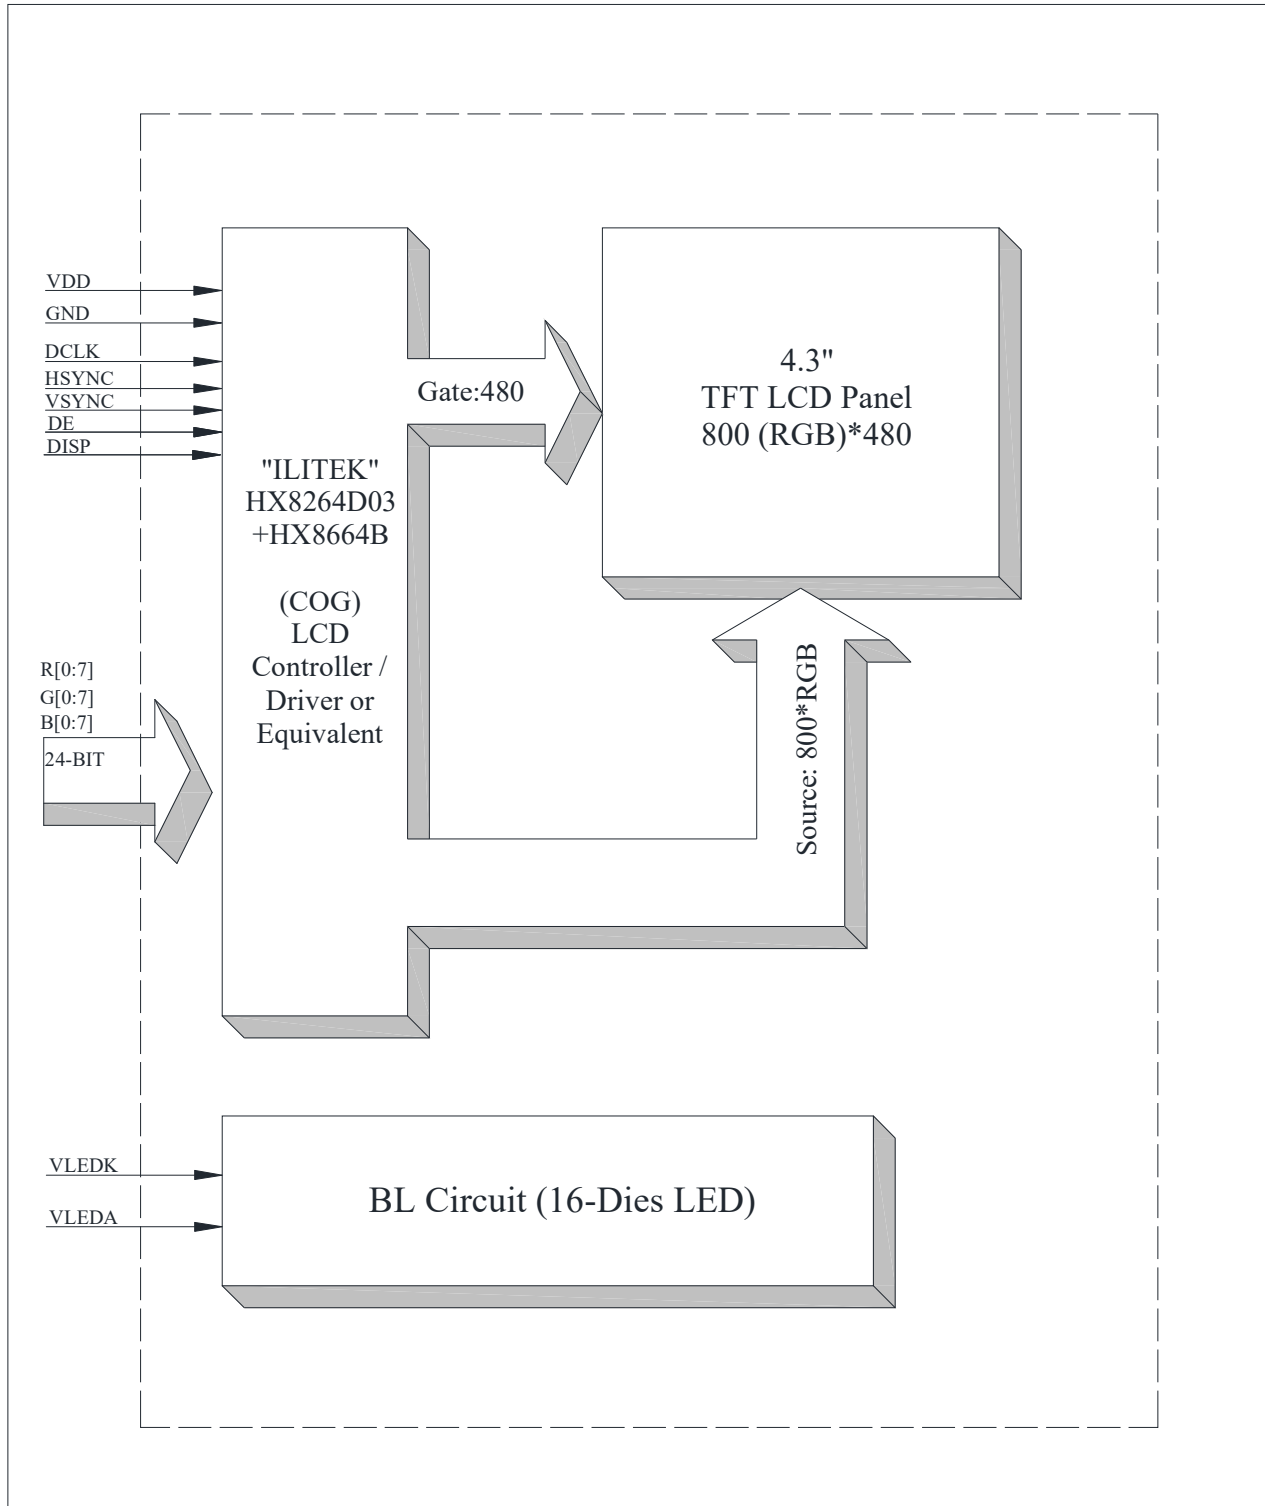 VDD
GND
DCLK
HSYNC
VSYNC
DE
DISP
Gate:480
4.3"
TFT LCD Panel
800 (RGB)*480
"ILITEK"
HX8264D03
+HX8664B
(COG)
LCD
Controller /
Driver or
Equivalent
R[0:7]
G[0:7]
B[0:7]
24-BIT
Source: 800*RGB
VLEDK
VLEDA
BL Circuit (16-Dies LED)